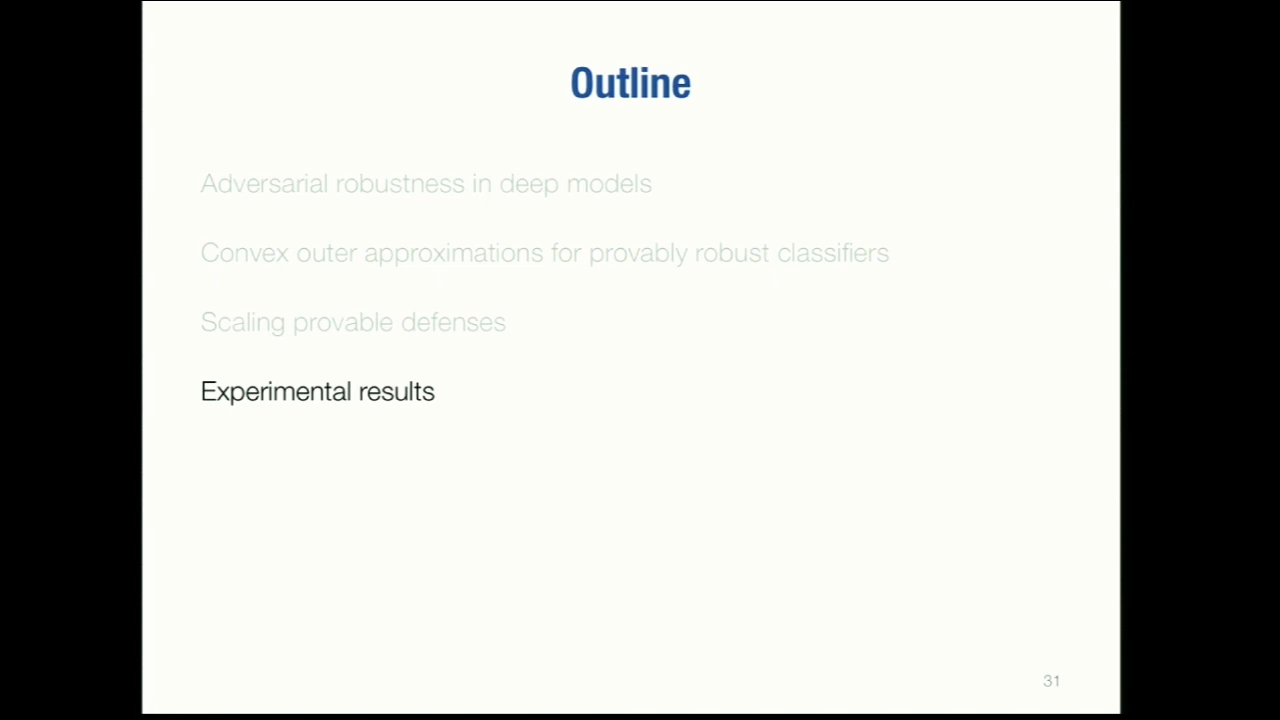 Outline
Adversarial robustness in deep models
Convex outer approximations for provably robust classifiers
Scaling provable defenses
Experimental results
31